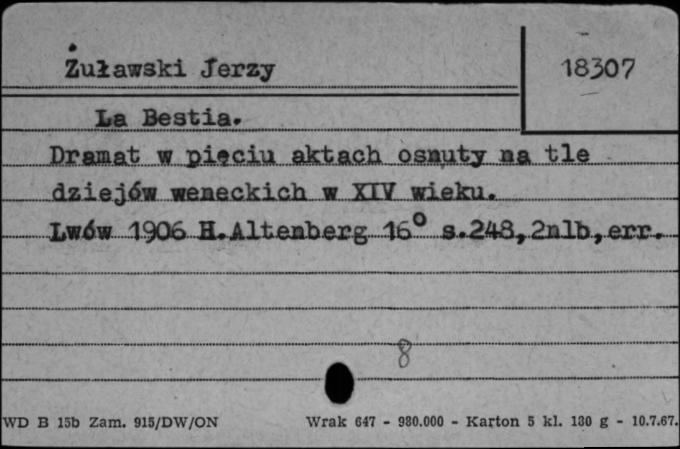 Żuławski Jerzy
18307
La Bestia.
Dramat w pięciu aktach osnuty na tle
dziejów weneckich w XIV wieku.
Lwów 1906 H.Altenberg 16° s.248,2nlb,err.
8
WD B 15b Zam. 915/DW/ON Wrak 647 - 980.000 - Karton 5 kl. 180 g - 10.7.67.